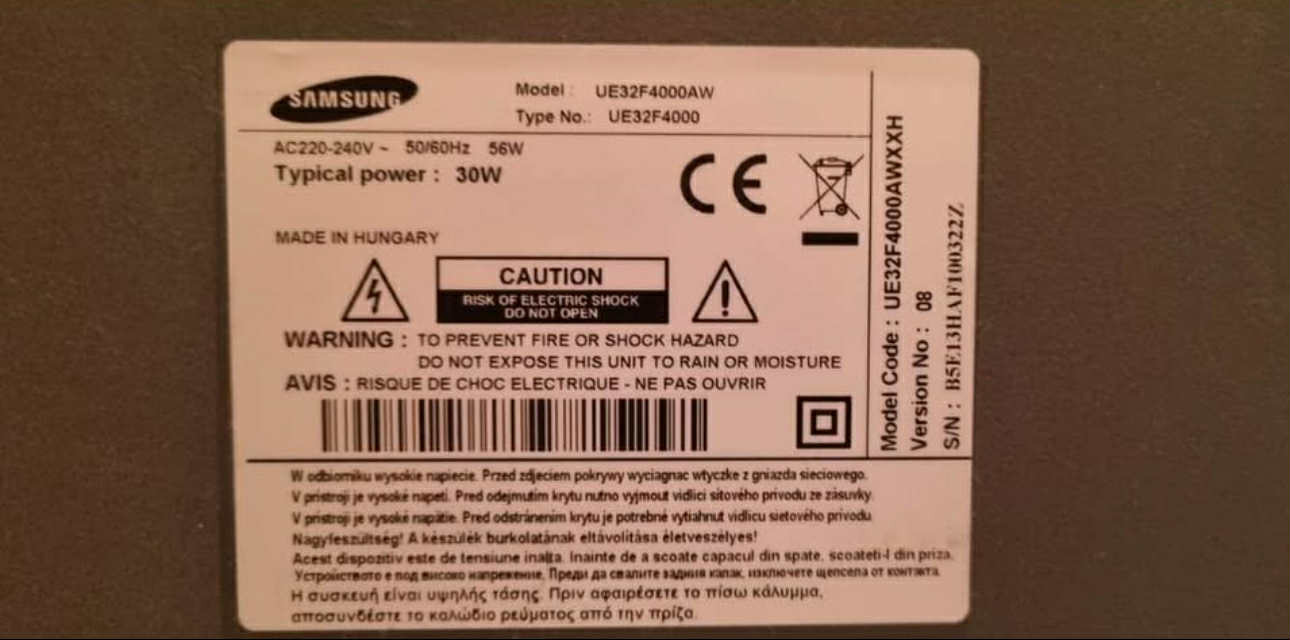 SAMSUNG
Model : UE32F4000AW
Type No.: UE32F4000
AC220-240V ~ 50/60Hz 56W
Typical power : 30W
CE
MADE IN HUNGARY
CAUTION
RISK OF ELECTRIC SHOCK
DO NOT OPEN
WARNING : TO PREVENT FIRE OR SHOCK HAZARD
DO NOT EXPOSE THIS UNIT TO RAIN OR MOISTURE
AVIS : RISQUE DE CHOC ELECTRIQUE - NE PAS OUVRIR
Model Code : UE32F4000AWXXH
Version No : 08
S/N : B5E13HAF100322Z
W odbiorniku wysokie napiecie. Przed zdjeciem pokrywy wyciagnac wtyczke z gniazda sieciowego.
V pristroji je vysoké napetí. Pred odejmutim krytu nutno vyjmout vidlici sítového privodu ze zásuvky.
V pristroji je vysoké napätie. Pred odstránením krytu je potrebné vytiahnut vidlicu sietového privodu
Nagyfeszültség! A készülék burkolatának eltávolítása életveszélyes!
Acest dispozitiv este de tensiune inalta. Inainte de a scoate capacul din spate, scoateti-l din priza.
Устройството е под високо напрежение. Преди да свалите задния капак, изключете щепсела от контакта.
Η συσκευή είναι υψηλής τάσης. Πριν αφαιρέσετε το πίσω κάλυμμα,
αποσυνδέστε το καλώδιο ρεύματος από την πρίζα.